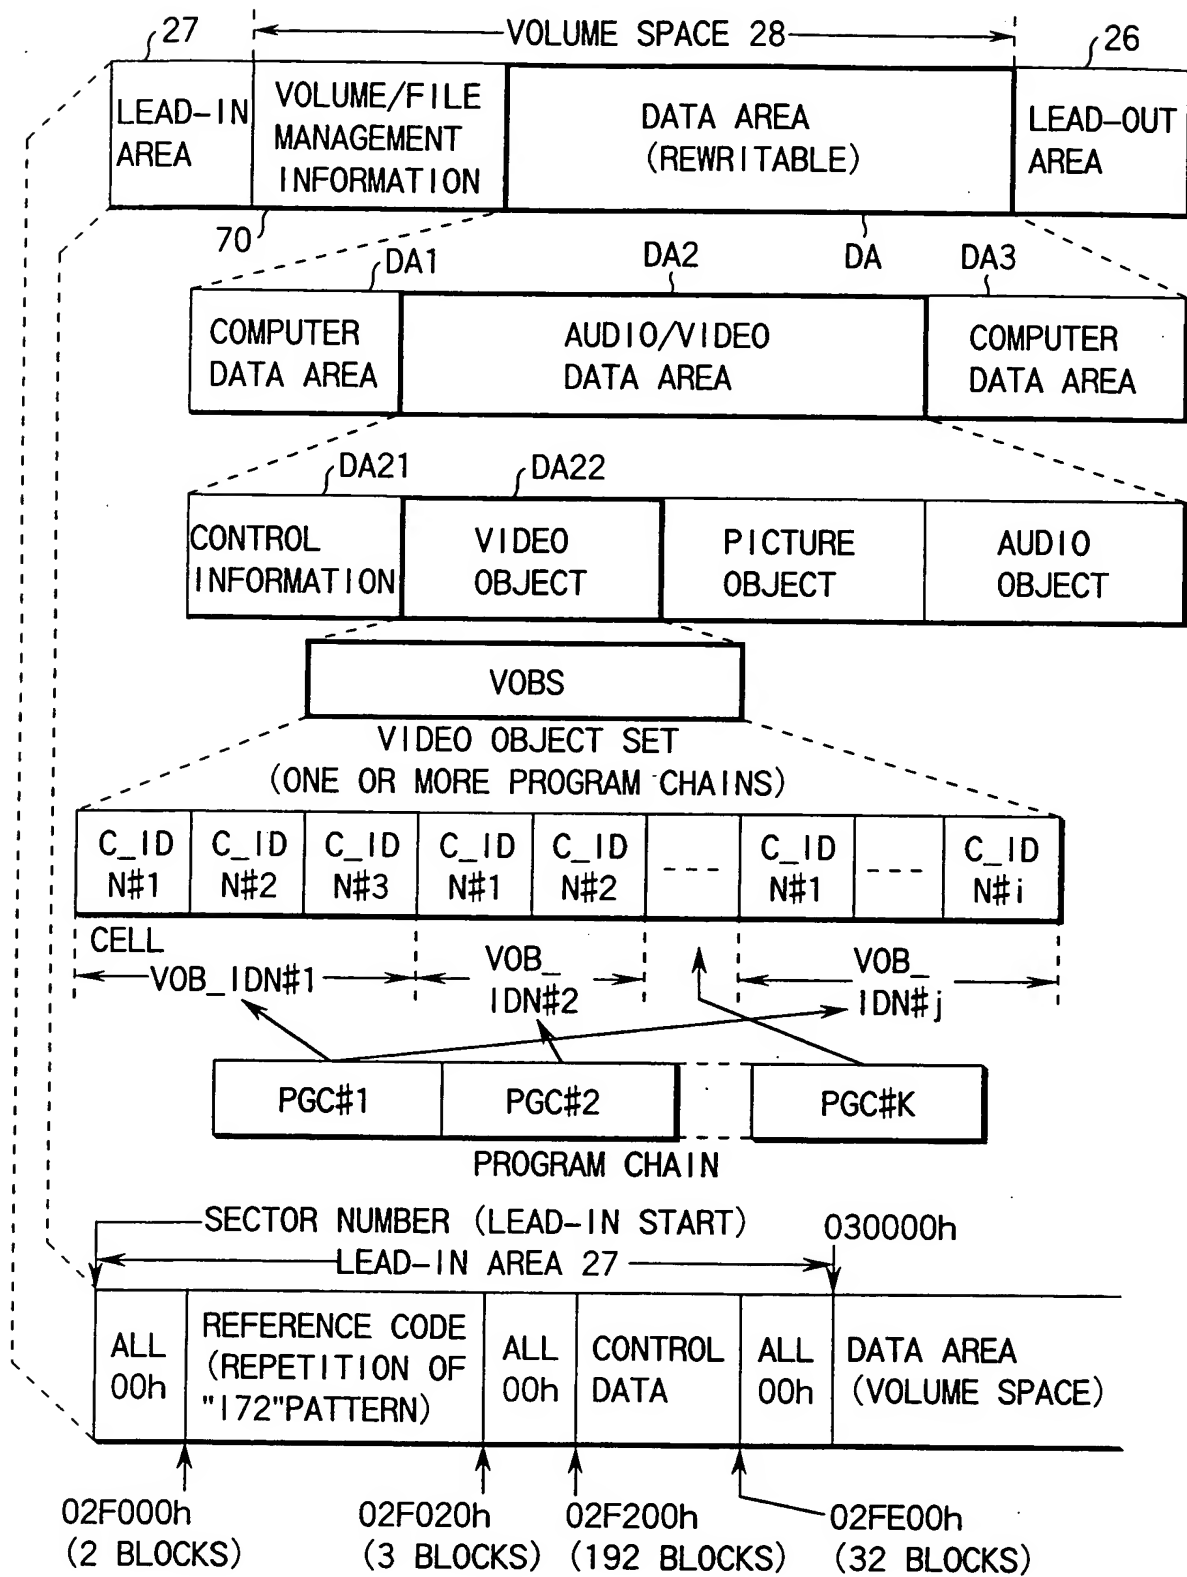 27
VOLUME SPACE 28
26
LEAD-IN
AREA
VOLUME/FILE
MANAGEMENT
INFORMATION
DATA AREA
(REWRITABLE)
LEAD-OUT
AREA
70
DA1
DA2
DA
DA3
COMPUTER
DATA AREA
AUDIO/VIDEO
DATA AREA
COMPUTER
DATA AREA
DA21
DA22
CONTROL
INFORMATION
VIDEO
OBJECT
PICTURE
OBJECT
AUDIO
OBJECT
VOBS
VIDEO OBJECT SET
(ONE OR MORE PROGRAM CHAINS)
C_ID
N#1
C_ID
N#2
C_ID
N#3
C_ID
N#1
C_ID
N#2
----
C_ID
N#1
----
C_ID
N#i
CELL
VOB_IDN#1
VOB_
IDN#2
VOB_
IDN#j
PGC#1
PGC#2
PGC#K
PROGRAM CHAIN
SECTOR NUMBER (LEAD-IN START)
030000h
LEAD-IN AREA 27
ALL
00h
REFERENCE CODE
(REPETITION OF
"172"PATTERN)
ALL
00h
CONTROL
DATA
ALL
00h
DATA AREA
(VOLUME SPACE)
02F000h
(2 BLOCKS)
02F020h
(3 BLOCKS)
02F200h
(192 BLOCKS)
02FE00h
(32 BLOCKS)